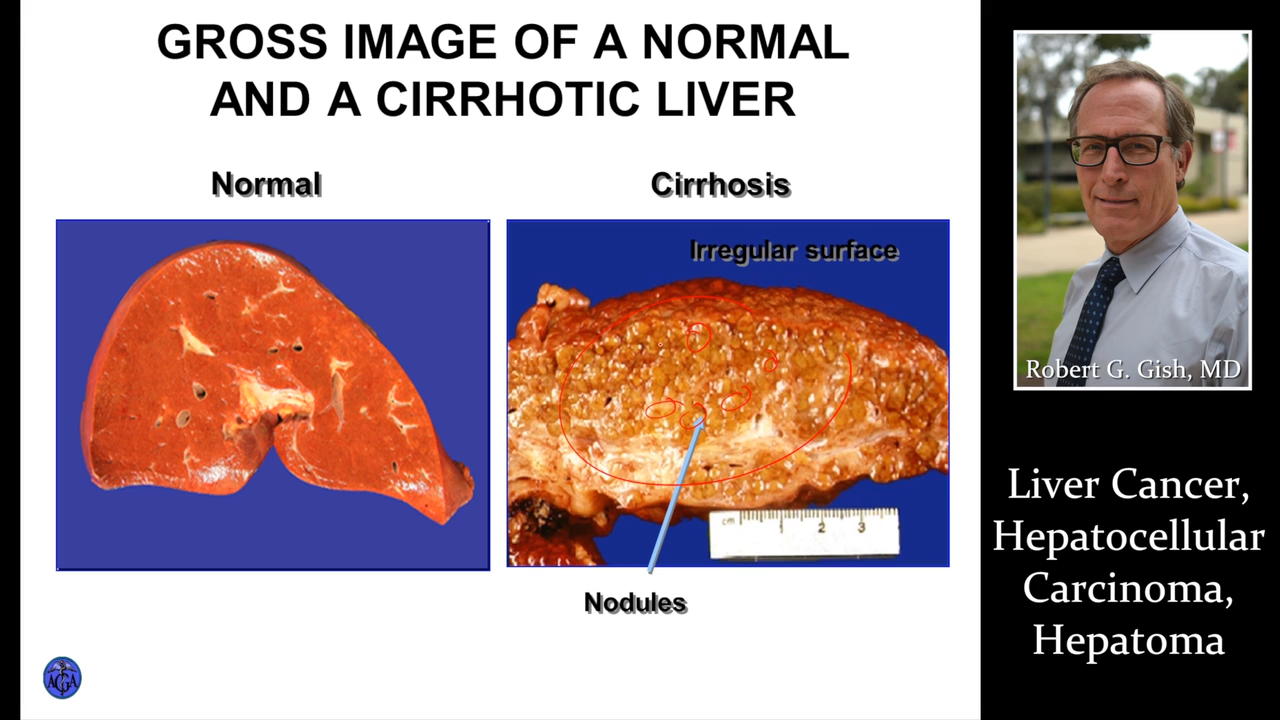 GROSS IMAGE OF A NORMAL
AND A CIRRHOTIC LIVER
Normal
Cirrhosis
Irregular surface
cm 1 2 3
Nodules
ACGA
Robert G. Gish, MD
Liver Cancer,
Hepatocellular
Carcinoma,
Hepatoma